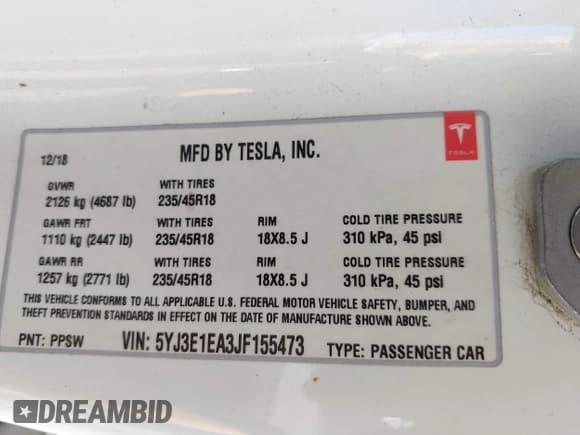 12/18 MFD BY TESLA, INC.
TESLA
GVWR WITH TIRES
2126 kg (4687 lb) 235/45R18
GAWR FRT WITH TIRES RIM COLD TIRE PRESSURE
1110 kg (2447 lb) 235/45R18 18X8.5 J 310 kPa, 45 psi
GAWR RR WITH TIRES RIM COLD TIRE PRESSURE
1257 kg (2771 lb) 235/45R18 18X8.5 J 310 kPa, 45 psi
THIS VEHICLE CONFORMS TO ALL APPLICABLE U.S. FEDERAL MOTOR VEHICLE SAFETY, BUMPER, AND
THEFT PREVENTION STANDARDS IN EFFECT ON THE DATE OF MANUFACTURE SHOWN ABOVE.
PNT: PPSW VIN: 5YJ3E1EA3JF155473 TYPE: PASSENGER CAR
DREAMBID